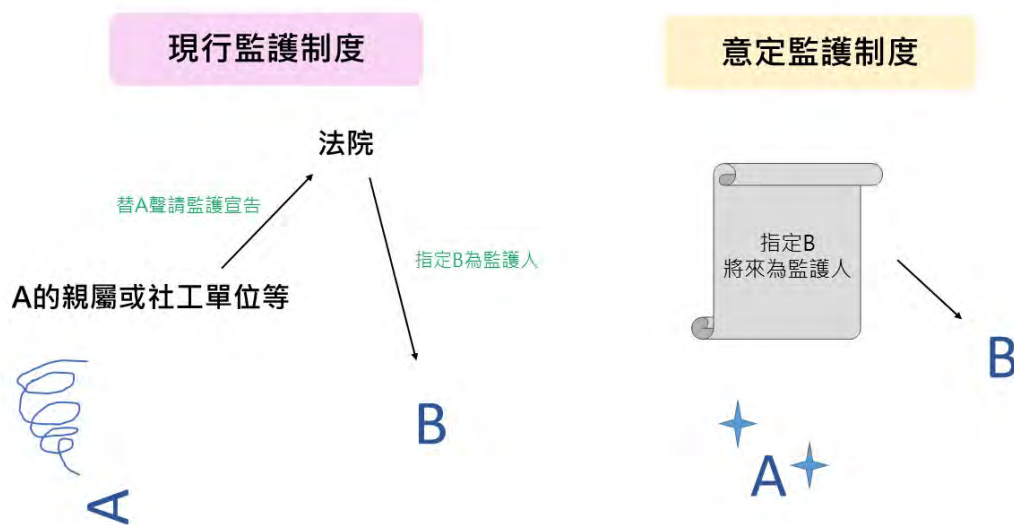 現行監護制度
法院
替A聲請監護宣告
指定B為監護人
A的親屬或社工單位等
B
A
意定監護制度
指定B
將來為監護人
B
A